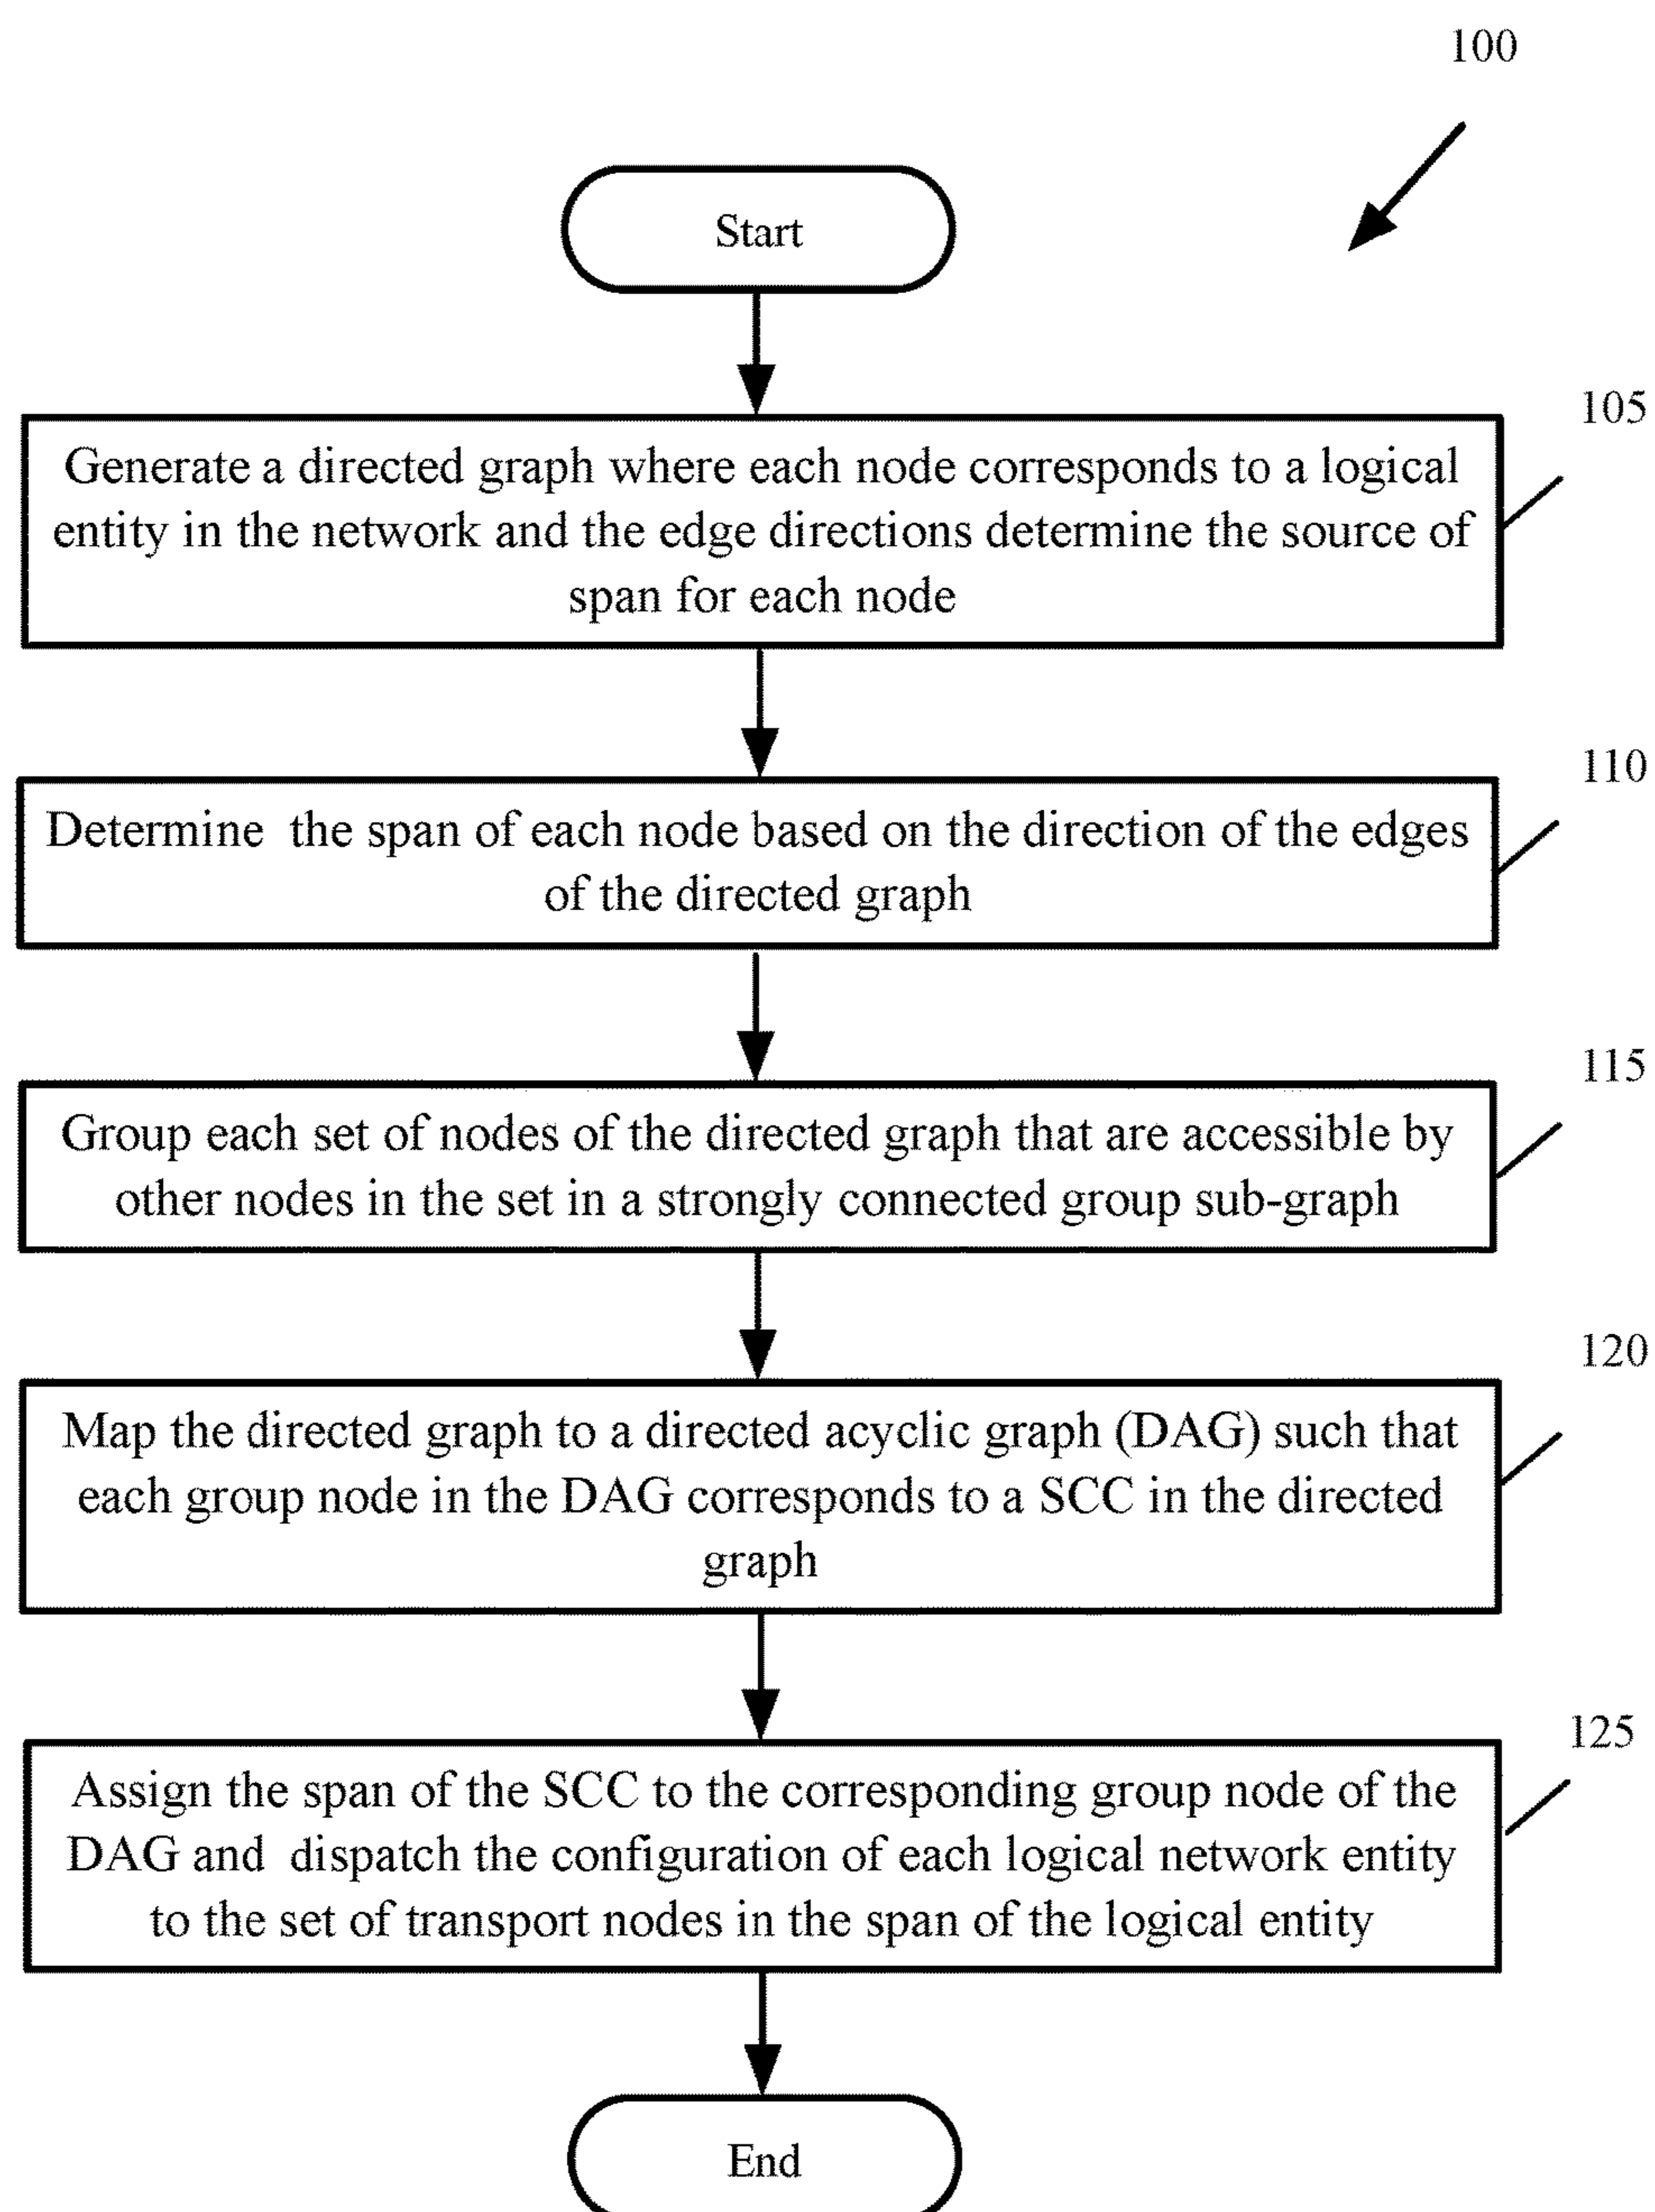 100
Start
105
Generate a directed graph where each node corresponds to a logical
entity in the network and the edge directions determine the source of
span for each node
110
Determine the span of each node based on the direction of the edges
of the directed graph
115
Group each set of nodes of the directed graph that are accessible by
other nodes in the set in a strongly connected group sub-graph
120
Map the directed graph to a directed acyclic graph (DAG) such that
each group node in the DAG corresponds to a SCC in the directed
graph
125
Assign the span of the SCC to the corresponding group node of the
DAG and dispatch the configuration of each logical network entity
to the set of transport nodes in the span of the logical entity
End